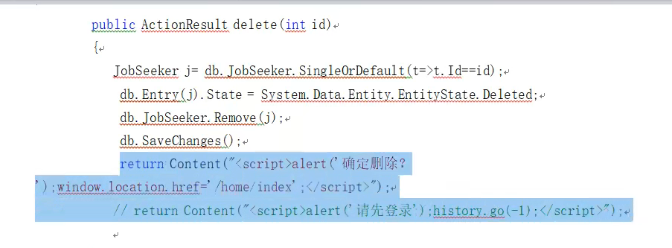 public ActionResult delete(int id)
{
JobSeeker j= db.JobSeeker.SingleOrDefault(t=>t.Id==id);
db.Entry(j).State = System.Data.Entity.EntityState.Deleted;
db.JobSeeker.Remove(j);
db.SaveChanges();
return Content("<script>alert('确定删除?
');window.location.href='/home/index';</script>");
// return Content("<script>alert('请先登录');history.go(-1);</script>");